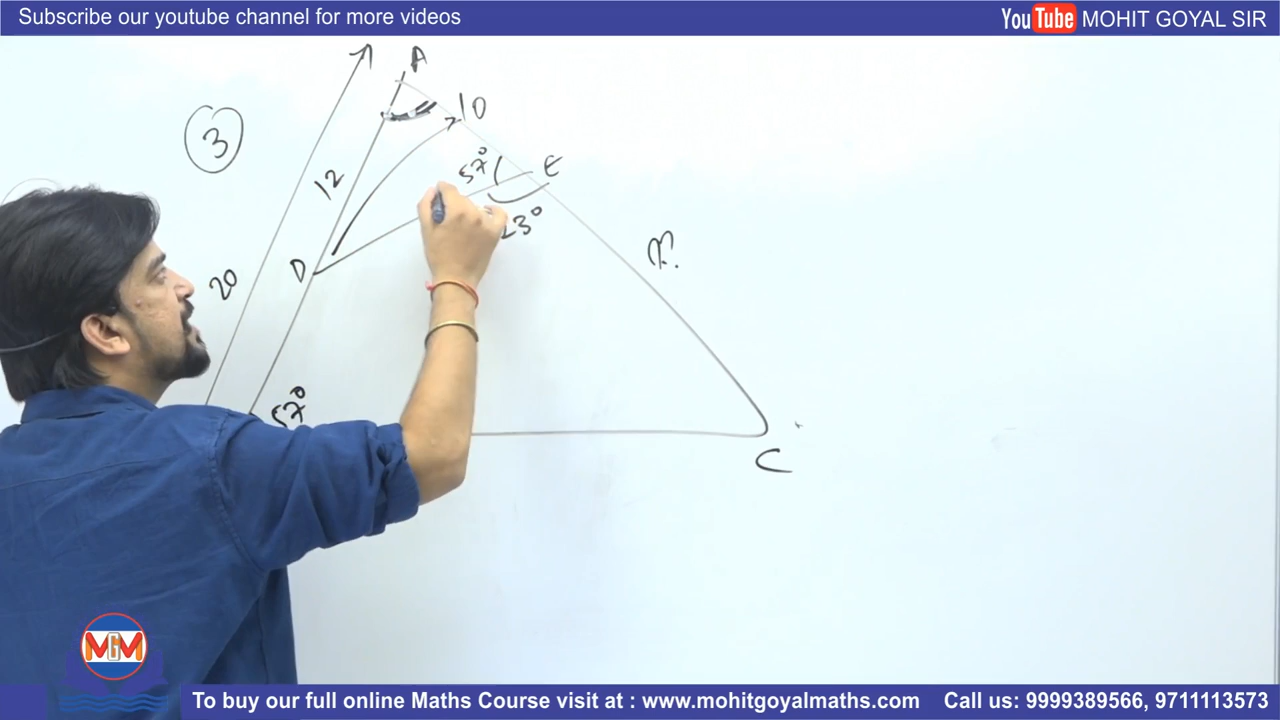 Subscribe our youtube channel for more videos
YouTube MOHIT GOYAL SIR
3
A
10
12
57°
E
23°
x?
D
20
57°
C
MGM
To buy our full online Maths Course visit at : www.mohitgoyalmaths.com
Call us: 9999389566, 9711113573